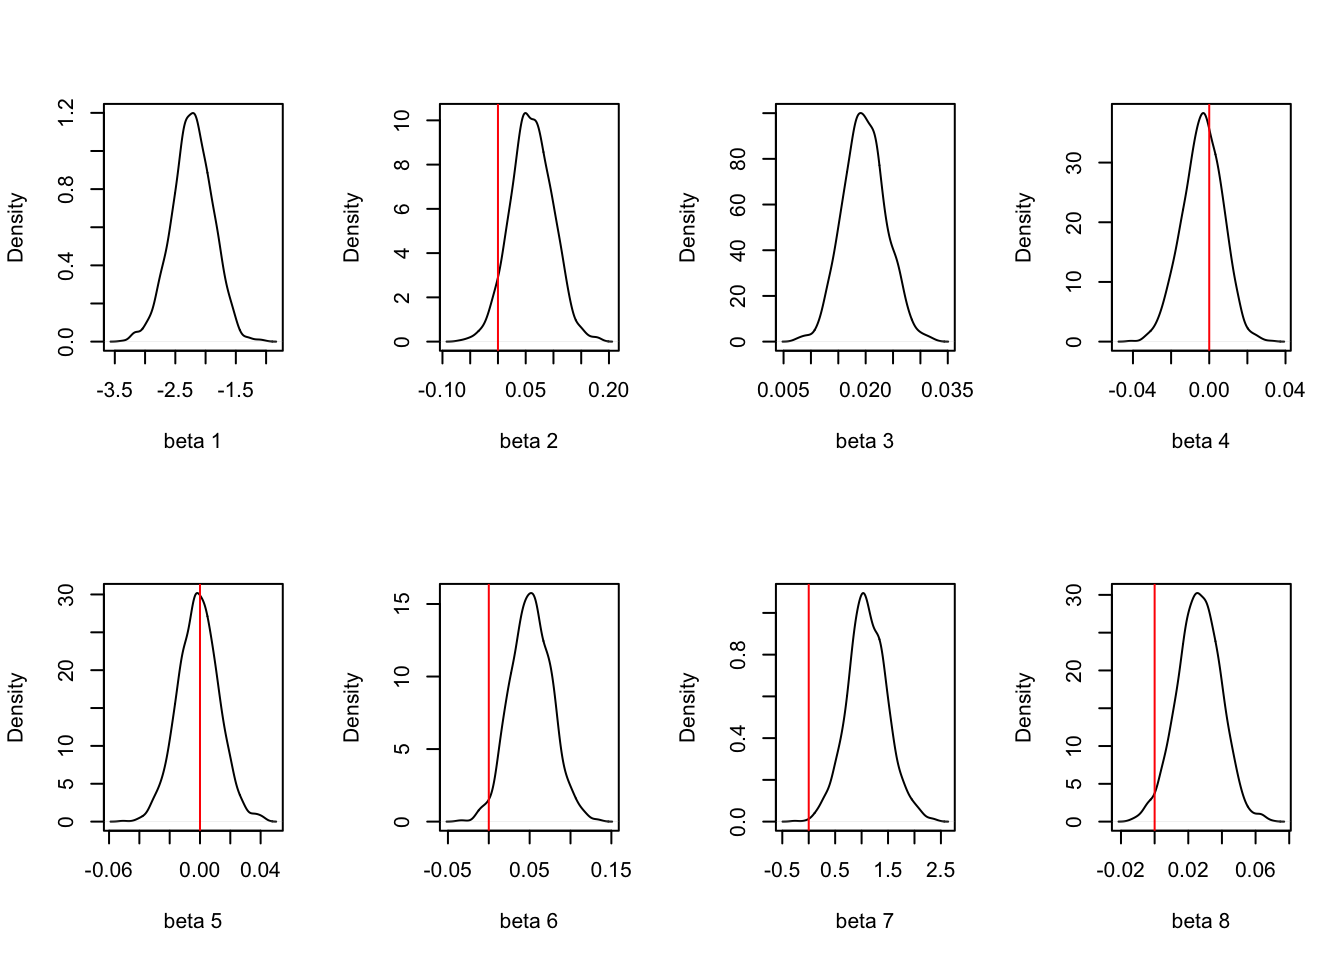 Density
0.0 0.4 0.8 1.2
-3.5 -2.5 -1.5
beta 1
Density
0 2 4 6 8 10
-0.10 0.05 0.20
beta 2
Density
0 20 40 60 80
0.005 0.020 0.035
beta 3
Density
0 10 20 30
-0.04 0.00 0.04
beta 4
Density
0 5 10 20 30
-0.06 0.00 0.04
beta 5
Density
0 5 10 15
-0.05 0.05 0.15
beta 6
Density
0.0 0.4 0.8
-0.5 0.5 1.5 2.5
beta 7
Density
0 5 10 20 30
-0.02 0.02 0.06
beta 8